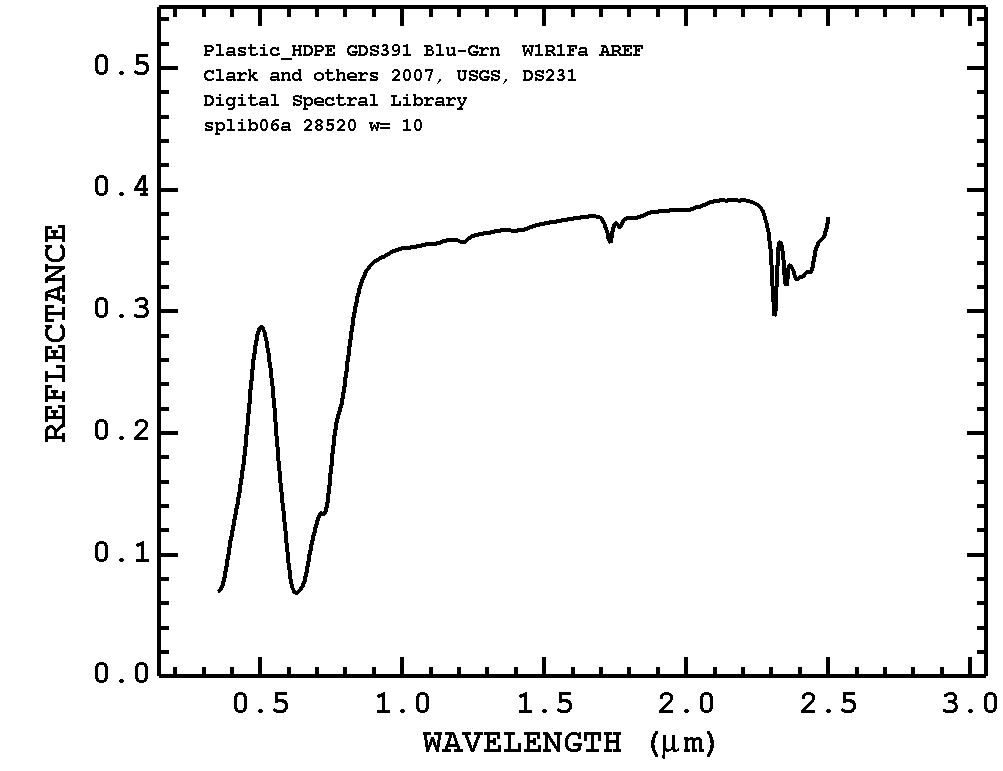 Plastic_HDPE GDS391 Blu-Grn  W1R1Fa AREF
Clark and others 2007, USGS, DS231
Digital Spectral Library
splib06a 28520 w= 10
REFLECTANCE
0.5
0.4
0.3
0.2
0.1
0.0
0.5 1.0 1.5 2.0 2.5 3.0
WAVELENGTH (μm)